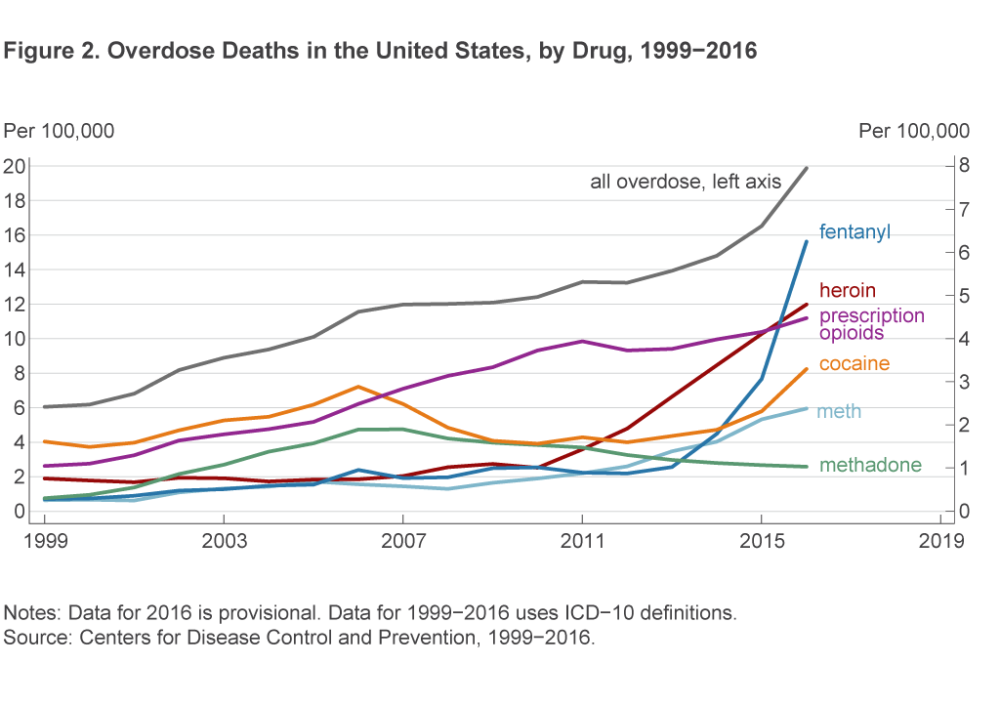 Figure 2. Overdose Deaths in the United States, by Drug, 1999−2016
Per 100,000 Per 100,000
20 8
all overdose, left axis
18
7
16
fentanyl
6
14
heroin
5
12
prescription
opioids
10 4
cocaine
8
3
6
meth
2
4
methadone
2 1
0 0
1999 2003 2007 2011 2015 2019
Notes: Data for 2016 is provisional. Data for 1999−2016 uses ICD−10 definitions.
Source: Centers for Disease Control and Prevention, 1999−2016.